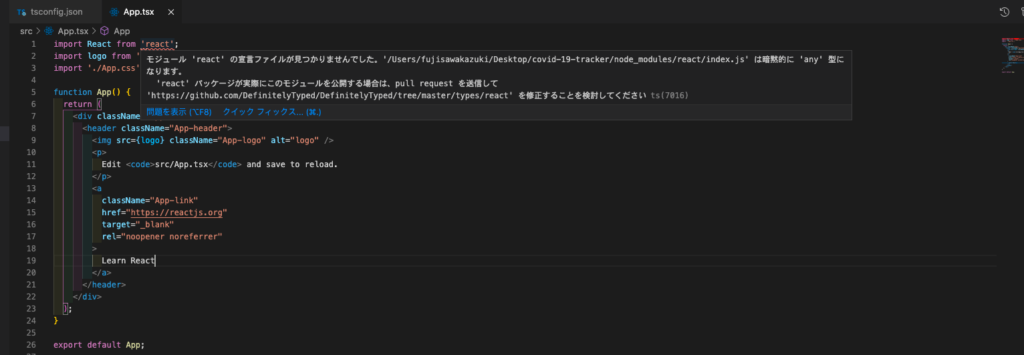 tsconfig.json
App.tsx
src > App.tsx > App
1 import React from 'react';
2 import logo from '
3 import './App.css'
モジュール 'react' の宣言ファイルが見つかりませんでした。'/Users/fujisawakazuki/Desktop/covid-19-tracker/node_modules/react/index.js' は暗黙的に 'any' 型に
なります。
'react' パッケージが実際にこのモジュールを公開する場合は、pull request を送信して
'https://github.com/DefinitelyTyped/DefinitelyTyped/tree/master/types/react' を修正することを検討してください ts(7016)
問題を表示 (⌥F8) クイック フィックス... (⌘.)
4
5 function App() {
6 return (
7 <div classNam
8 <header className="App-header">
9 <img src={logo} className="App-logo" alt="logo" />
10 <p>
11 Edit <code>src/App.tsx</code> and save to reload.
12 </p>
13 <a
14 className="App-link"
15 href="https://reactjs.org"
16 target="_blank"
17 rel="noopener noreferrer"
18 >
19 Learn React
20 </a>
21 </header>
22 </div>
23 );
24 }
25
26 export default App;